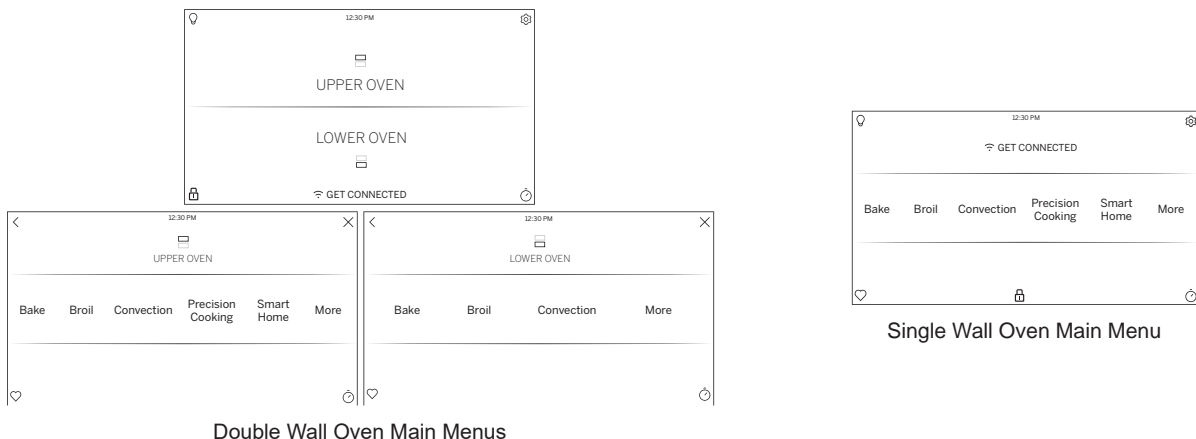 12:30 PM
UPPER OVEN
LOWER OVEN
GET CONNECTED
12:30 PM
UPPER OVEN
Bake Broil Convection Precision Cooking Smart Home More
12:30 PM
LOWER OVEN
Bake Broil Convection More
Double Wall Oven Main Menus
12:30 PM
GET CONNECTED
Bake Broil Convection Precision Cooking Smart Home More
Single Wall Oven Main Menu